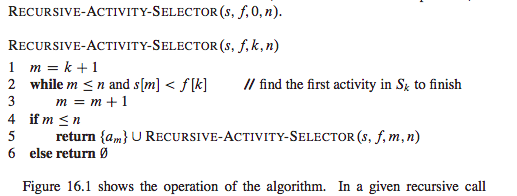 RECURSIVE-ACTIVITY-SELECTOR(s, f, 0, n).
RECURSIVE-ACTIVITY-SELECTOR(s, f, k, n)
1 m = k + 1
2 while m ≤ n and s[m] < f[k] // find the first activity in Sₖ to finish
3 m = m + 1
4 if m ≤ n
5 return {aₘ} ∪ RECURSIVE-ACTIVITY-SELECTOR(s, f, m, n)
6 else return Ø
Figure 16.1 shows the operation of the algorithm. In a given recursive call